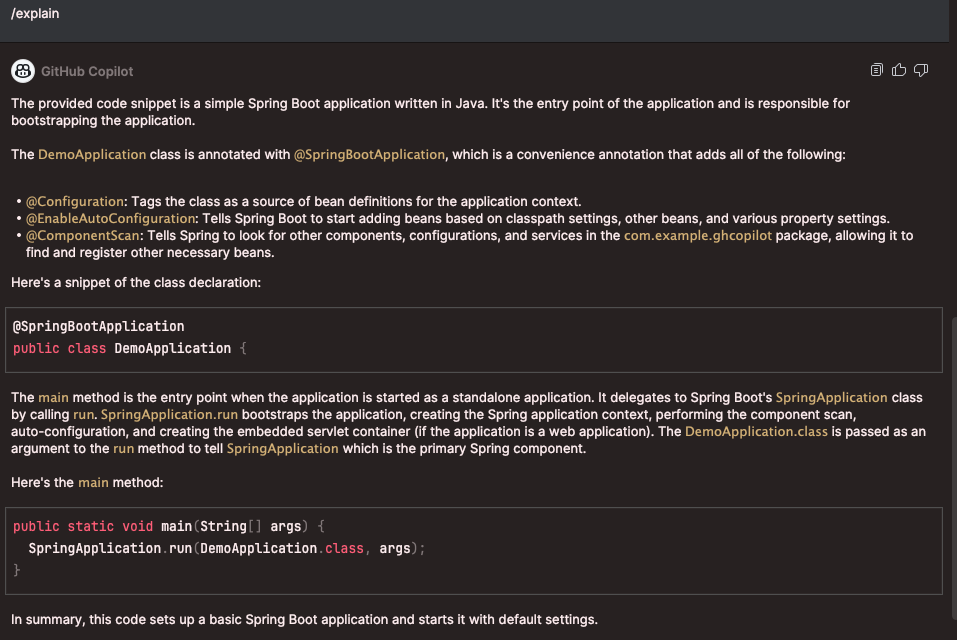 /explain
GitHub Copilot
The provided code snippet is a simple Spring Boot application written in Java. It's the entry point of the application and is responsible for
bootstrapping the application.
The DemoApplication class is annotated with @SpringBootApplication, which is a convenience annotation that adds all of the following:
• @Configuration: Tags the class as a source of bean definitions for the application context.
• @EnableAutoConfiguration: Tells Spring Boot to start adding beans based on classpath settings, other beans, and various property settings.
• @ComponentScan: Tells Spring to look for other components, configurations, and services in the com.example.ghcopilot package, allowing it to
find and register other necessary beans.
Here's a snippet of the class declaration:
@SpringBootApplication
public class DemoApplication {
The main method is the entry point when the application is started as a standalone application. It delegates to Spring Boot's SpringApplication class
by calling run. SpringApplication.run bootstraps the application, creating the Spring application context, performing the component scan,
auto-configuration, and creating the embedded servlet container (if the application is a web application). The DemoApplication.class is passed as an
argument to the run method to tell SpringApplication which is the primary Spring component.
Here's the main method:
public static void main(String[] args) {
  SpringApplication.run(DemoApplication.class, args);
}
In summary, this code sets up a basic Spring Boot application and starts it with default settings.